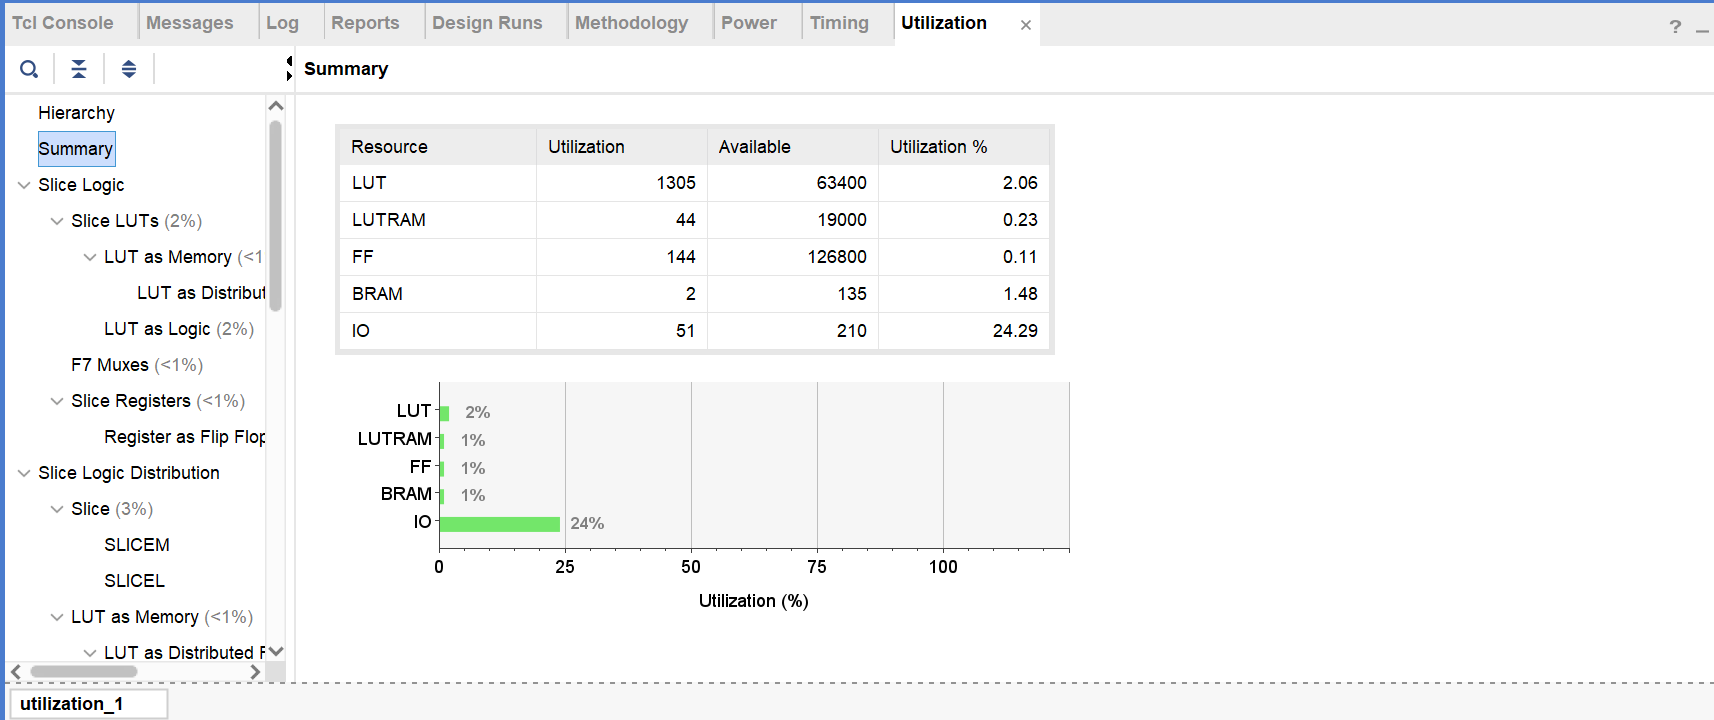 Tcl Console Messages Log Reports Design Runs Methodology Power Timing Utilization × ? _
Summary
Hierarchy
Summary
Slice Logic
Slice LUTs (2%)
LUT as Memory (<1
LUT as Distribut
LUT as Logic (2%)
F7 Muxes (<1%)
Slice Registers (<1%)
Register as Flip Flop
Slice Logic Distribution
Slice (3%)
SLICEM
SLICEL
LUT as Memory (<1%)
LUT as Distributed
Resource Utilization Available Utilization %
LUT 1305 63400 2.06
LUTRAM 44 19000 0.23
FF 144 126800 0.11
BRAM 2 135 1.48
IO 51 210 24.29
LUT 2%
LUTRAM 1%
FF 1%
BRAM 1%
IO 24%
0 25 50 75 100
Utilization (%)
utilization_1